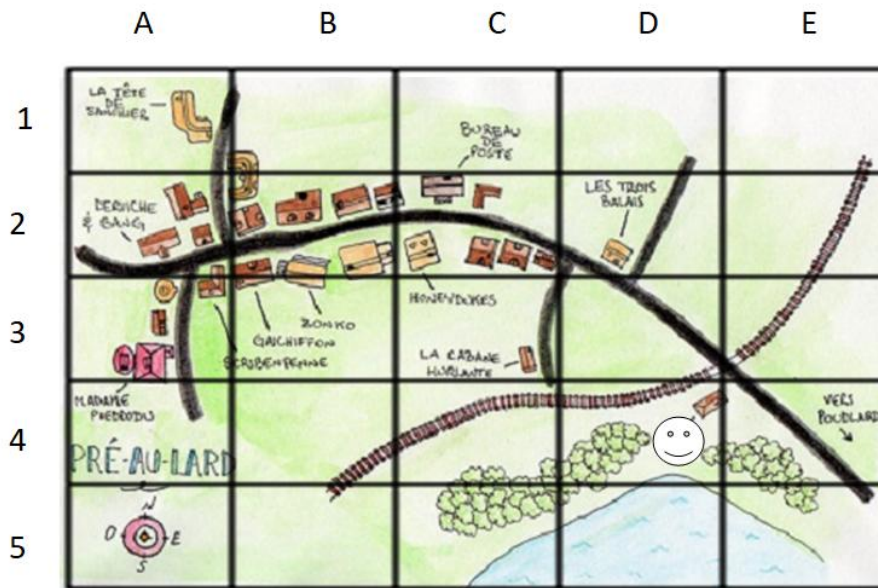 A B C D E
1
LA TÊTE
DE
SANGLIER
BUREAU
DE
POSTE
2
DERVICHE
& BANG
LES TROIS
BALAIS
HONEYDUKES
3
ZONKO
GAICHIFFON
SCRIBENPENNE
LA CABANE
HURLANTE
MADAME
PIEDDODU
VERS
POUDLARD
4
PRÉ-AU-LARD
N
O E
S
5